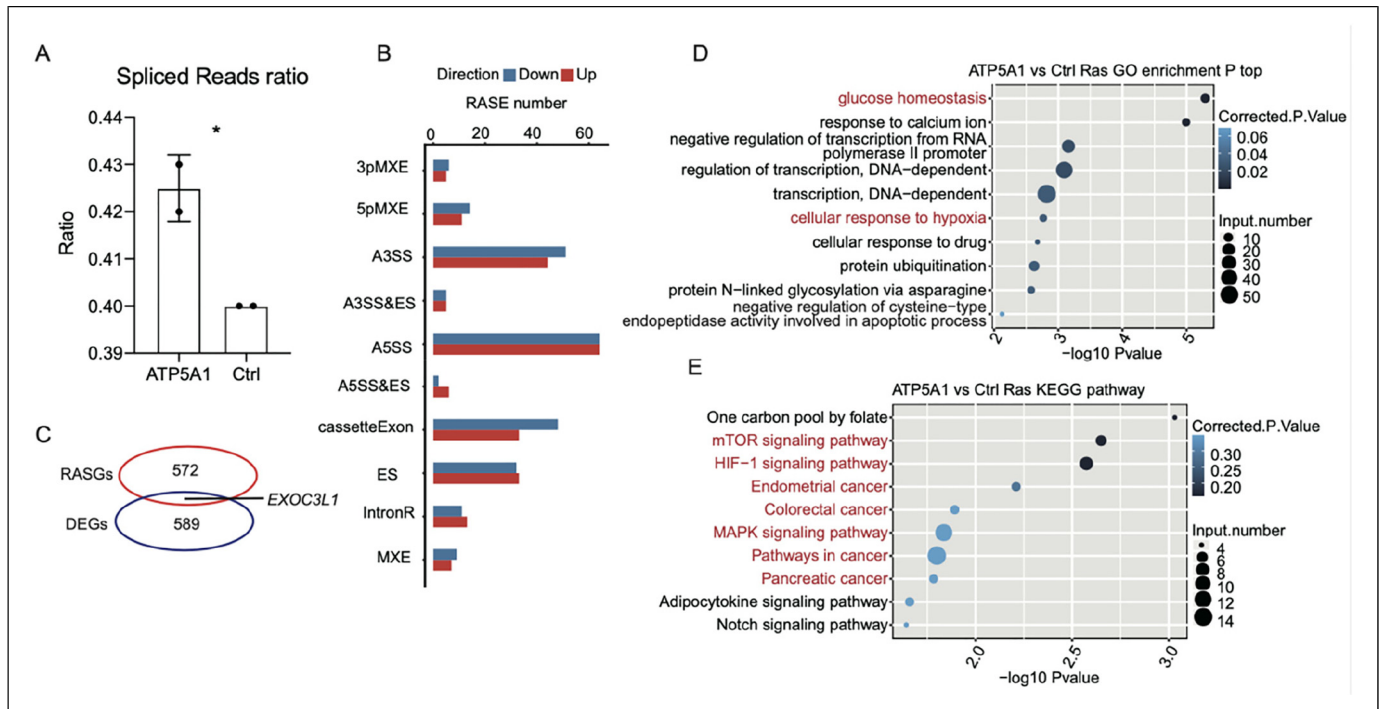 A
Spliced Reads ratio
*
0.44
0.43
0.42
0.41
0.40
0.39
Ratio
ATP5A1
Ctrl
B
Direction Down Up
RASE number
0 20 40 60
3pMXE
5pMXE
A3SS
A3SS&ES
A5SS
A5SS&ES
cassetteExon
ES
IntronR
MXE
C
RASGs
572
EXOC3L1
DEGs
589
D
ATP5A1 vs Ctrl Ras GO enrichment P top
glucose homeostasis
response to calcium ion
negative regulation of transcription from RNA
polymerase II promoter
regulation of transcription, DNA−dependent
transcription, DNA−dependent
cellular response to hypoxia
cellular response to drug
protein ubiquitination
protein N−linked glycosylation via asparagine
negative regulation of cysteine−type
endopeptidase activity involved in apoptotic process
2 3 4 5
−log10 Pvalue
Corrected.P.Value
0.06
0.04
0.02
Input.number
10
20
30
40
50
E
ATP5A1 vs Ctrl Ras KEGG pathway
One carbon pool by folate
mTOR signaling pathway
HIF−1 signaling pathway
Endometrial cancer
Colorectal cancer
MAPK signaling pathway
Pathways in cancer
Pancreatic cancer
Adipocytokine signaling pathway
Notch signaling pathway
2.0 2.5 3.0
−log10 Pvalue
Corrected.P.Value
0.30
0.25
0.20
Input.number
4
6
8
10
12
14